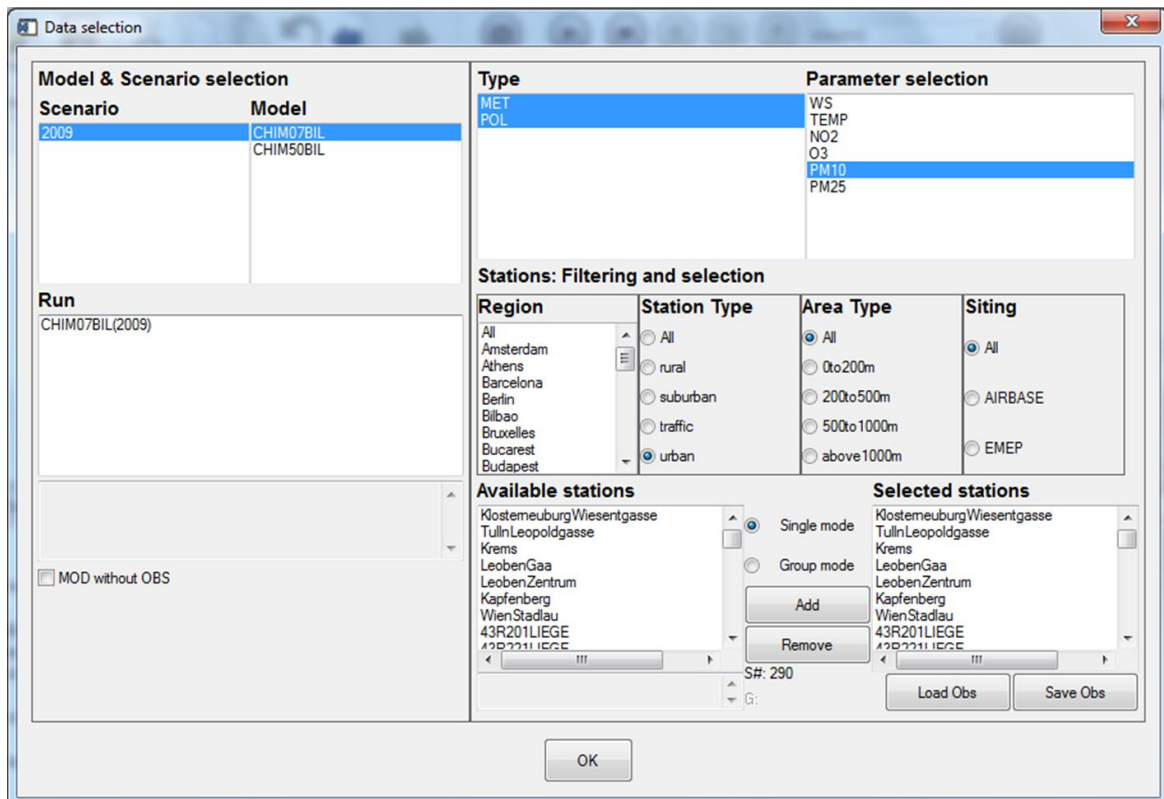 Data selection
Model & Scenario selection
Scenario
Model
2009
CHIM07BIL
CHIM50BIL
Run
CHIM07BIL(2009)
MOD without OBS
Type
MET
POL
Parameter selection
WS
TEMP
NO2
O3
PM10
PM25
Stations: Filtering and selection
Region
All
Amsterdam
Athens
Barcelona
Berlin
Bilbao
Bruxelles
Bucarest
Budapest
Station Type
All
rural
suburban
traffic
urban
Area Type
All
0to200m
200to500m
500to1000m
above1000m
Siting
All
AIRBASE
EMEP
Available stations
KlosterneuburgWiesentgasse
TullnLeopoldgasse
Krems
LeobenGaa
LeobenZentrum
Kapfenberg
WienStadlau
43R201LIEGE
Single mode
Group mode
Add
Remove
S#: 290
G:
Selected stations
KlosterneuburgWiesentgasse
TullnLeopoldgasse
Krems
LeobenGaa
LeobenZentrum
Kapfenberg
WienStadlau
43R201LIEGE
Load Obs
Save Obs
OK